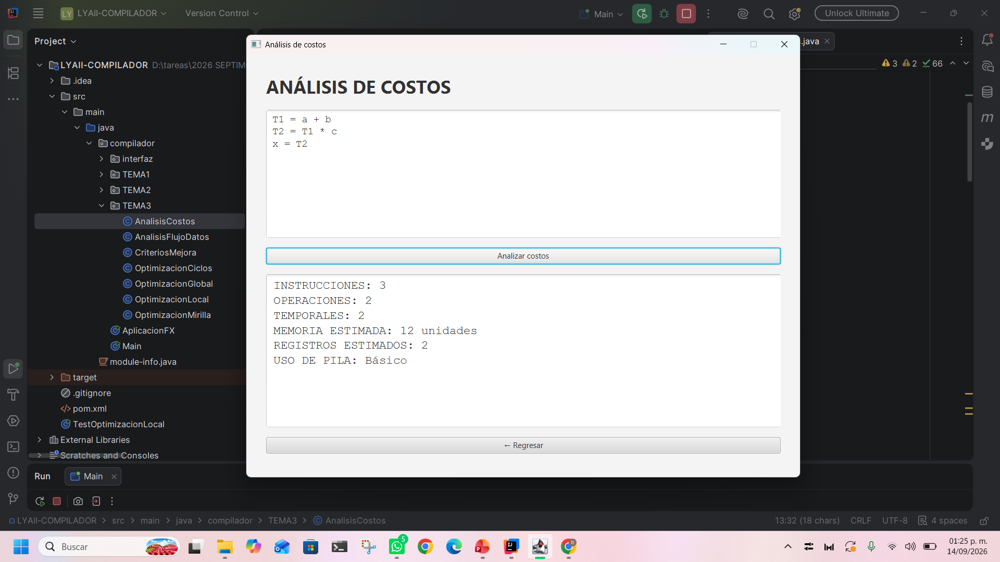 LY LYAII-COMPILADOR Version Control Main Unlock Ultimate
Project
.java
LYAII-COMPILADOR D:\tareas\2026 SEPTIM
3 2 66
.idea
src
main
java
compilador
interfaz
TEMA1
TEMA2
TEMA3
AnalisisCostos
AnalisisFlujoDatos
CriteriosMejora
OptimizacionCiclos
OptimizacionGlobal
OptimizacionLocal
OptimizacionMirilla
AplicacionFX
Main
module-info.java
target
.gitignore
pom.xml
TestOptimizacionLocal
External Libraries
Scratches and Consoles
Análisis de costos
ANÁLISIS DE COSTOS
T1 = a + b
T2 = T1 * c
x = T2
Analizar costos
INSTRUCCIONES: 3
OPERACIONES: 2
TEMPORALES: 2
MEMORIA ESTIMADA: 12 unidades
REGISTROS ESTIMADOS: 2
USO DE PILA: Básico
← Regresar
Run Main
LYAII-COMPILADOR > src > main > java > compilador > TEMA3 > AnalisisCostos
13:32 (18 chars) CRLF UTF-8 4 spaces
Buscar
5
D
01:25 p. m.
14/09/2026